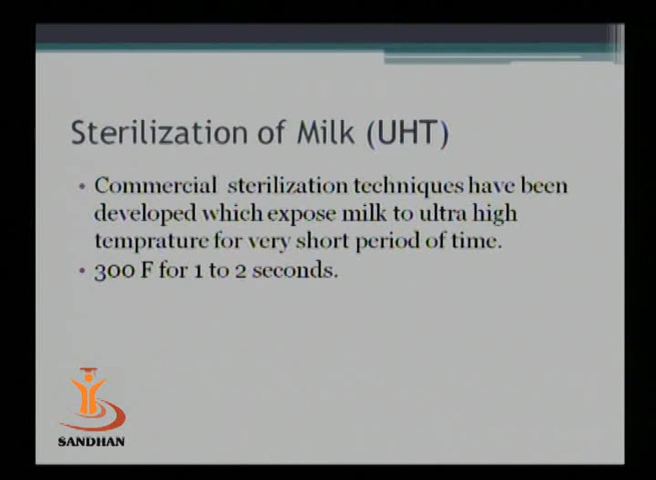 Sterilization of Milk (UHT)
• Commercial sterilization techniques have been
developed which expose milk to ultra high
temprature for very short period of time.
• 300 F for 1 to 2 seconds.
SANDHAN